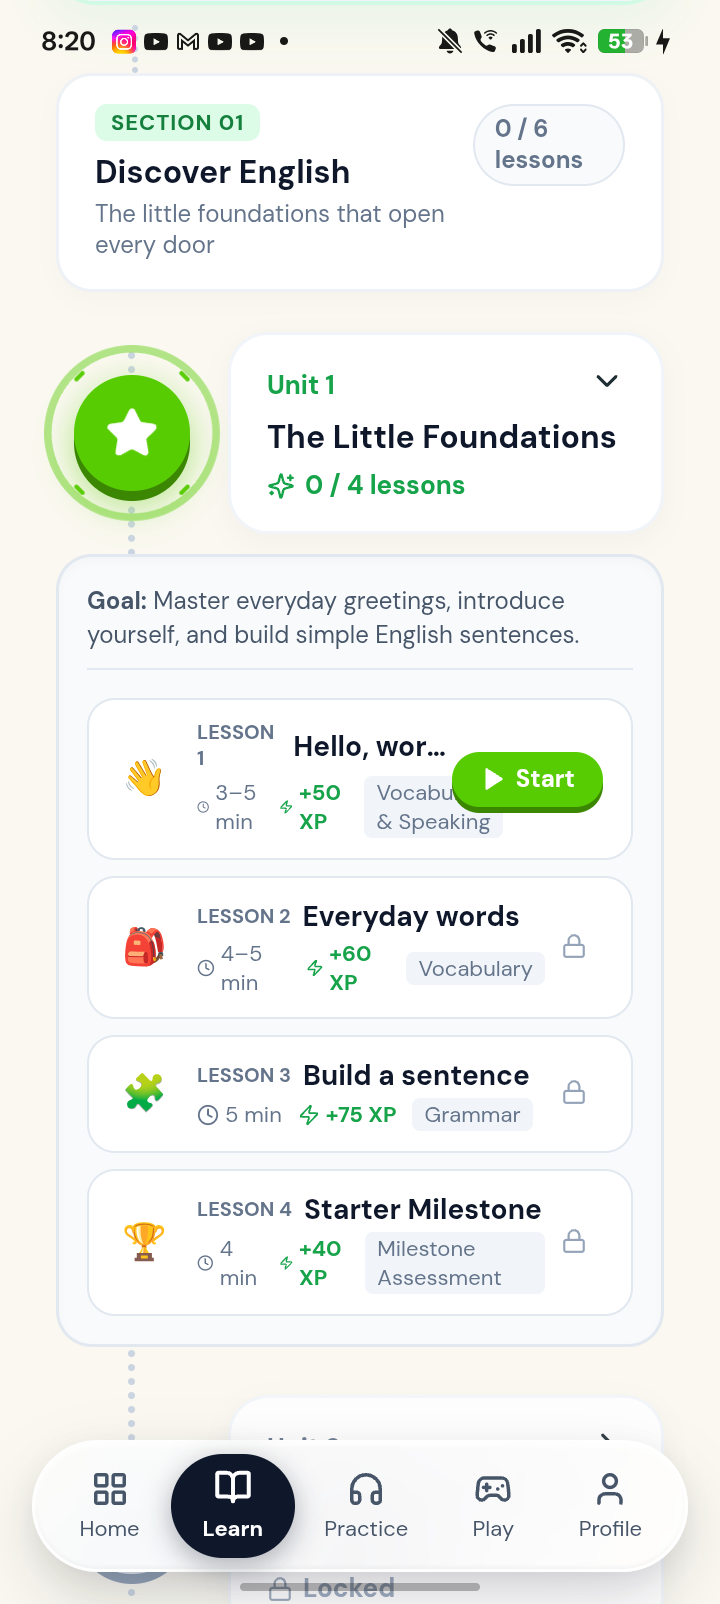 8:20
53
SECTION 01
0 / 6
lessons
Discover English
The little foundations that open
every door
Unit 1
The Little Foundations
0 / 4 lessons
Goal: Master everyday greetings, introduce
yourself, and build simple English sentences.
LESSON
1
Hello, wor...
Start
3–5
min
+50
XP
& Speaking
LESSON 2 Everyday words
4–5
min
+60
XP
Vocabulary
LESSON 3 Build a sentence
5 min +75 XP Grammar
LESSON 4 Starter Milestone
4
min
+40
XP
Milestone
Assessment
Home
Learn
Practice
Play
Profile
Locked